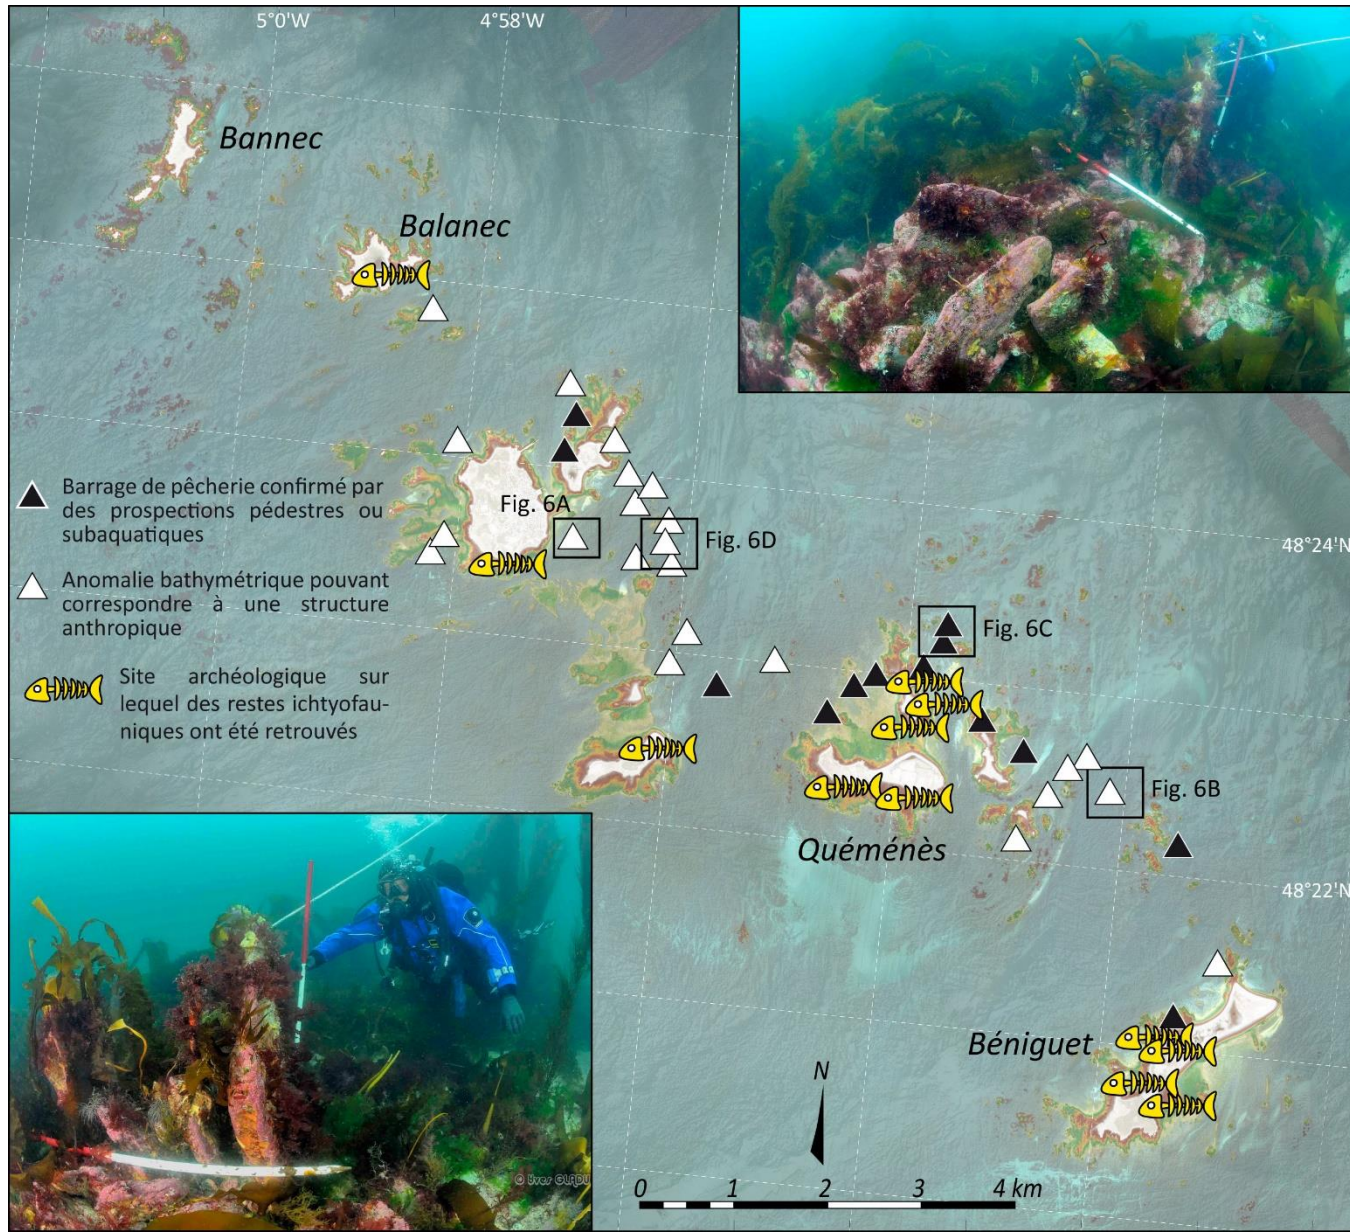 5°0'W
4°58'W
Bannec
Balanec
Barrage de pêcherie confirmé par
des prospections pédestres ou
subaquatiques
Anomalie bathymétrique pouvant
correspondre à une structure
anthropique
Site archéologique sur
lequel des restes ichtyofau-
niques ont été retrouvés
Fig. 6A
Fig. 6D
48°24'N
Fig. 6C
Fig. 6B
Quéménès
48°22'N
Béniguet
N
0 1 2 3 4 km
© Yves GLADU